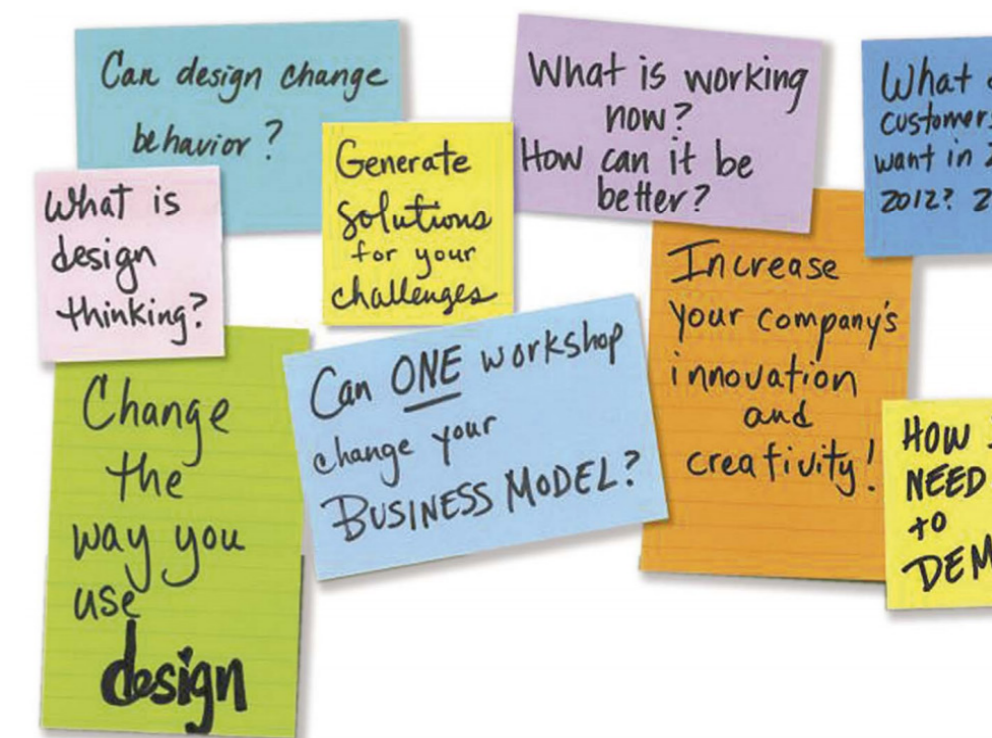 Can design change
behavior?
What is
design
thinking?
Generate
solutions
for your
challenges
What is working
now?
How can it be
better?
What
customers
want in
2012?
Increase
your company's
innovation
and
creativity!
Change
the
way you
use
design
Can ONE workshop
change your
BUSINESS MODEL?
HOW
NEED
to